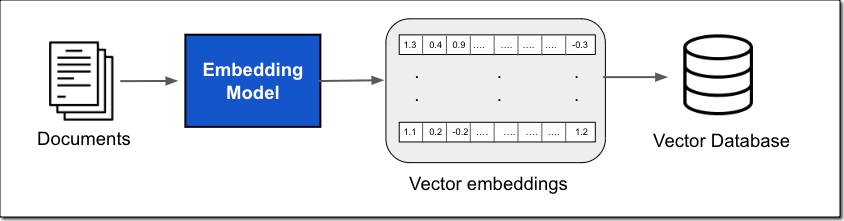 Documents
Embedding
Model
1.3 0.4 0.9 .... .... .... .... -0.3
. . .
. . .
1.1 0.2 -0.2 .... .... .... .... 1.2
Vector embeddings
Vector Database